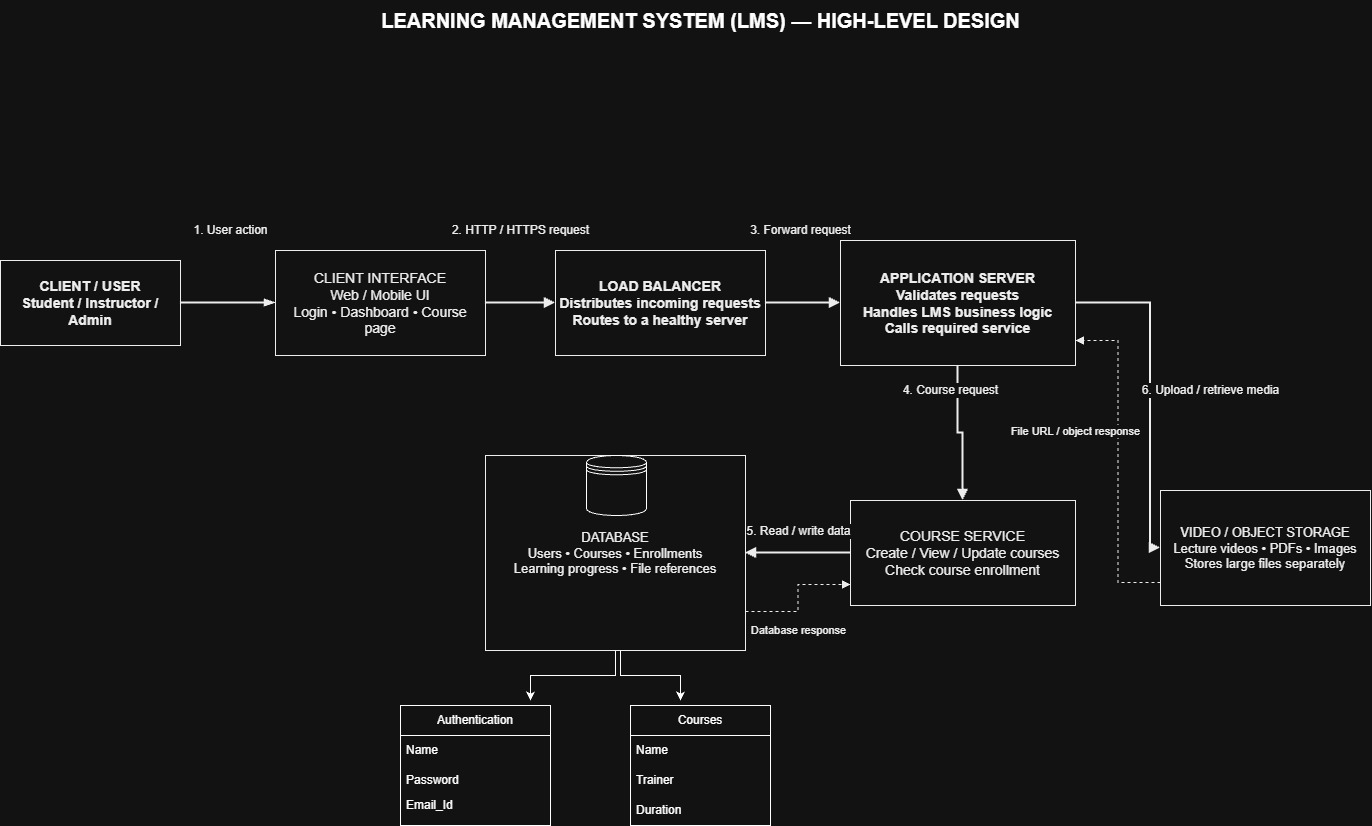 LEARNING MANAGEMENT SYSTEM (LMS) — HIGH-LEVEL DESIGN
1. User action
2. HTTP / HTTPS request
3. Forward request
CLIENT / USER
Student / Instructor /
Admin
CLIENT INTERFACE
Web / Mobile UI
Login • Dashboard • Course
page
LOAD BALANCER
Distributes incoming requests
Routes to a healthy server
APPLICATION SERVER
Validates requests
Handles LMS business logic
Calls required service
4. Course request
6. Upload / retrieve media
File URL / object response
DATABASE
Users • Courses • Enrollments
Learning progress • File references
5. Read / write data
COURSE SERVICE
Create / View / Update courses
Check course enrollment
VIDEO / OBJECT STORAGE
Lecture videos • PDFs • Images
Stores large files separately
Database response
Authentication
Name
Password
Email_Id
Courses
Name
Trainer
Duration